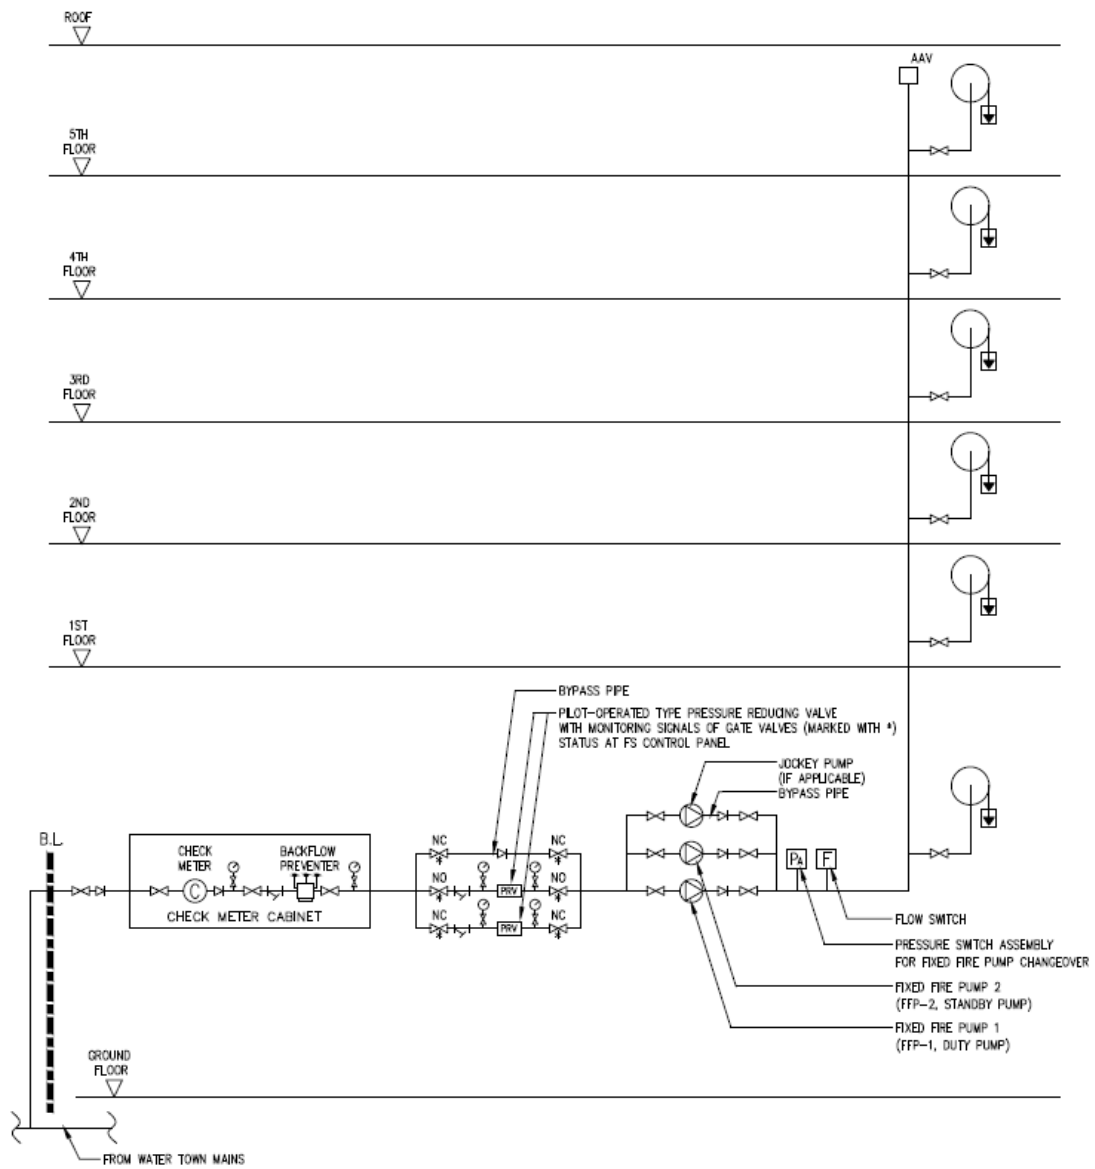 ROOF
AAV
5TH
FLOOR
4TH
FLOOR
3RD
FLOOR
2ND
FLOOR
1ST
FLOOR
BYPASS PIPE
PILOT-OPERATED TYPE PRESSURE REDUCING VALVE
WITH MONITORING SIGNALS OF GATE VALVES (MARKED WITH *)
STATUS AT FS CONTROL PANEL
JOCKEY PUMP
(IF APPLICABLE)
BYPASS PIPE
B.L.
CHECK
METER
BACKFLOW
PREVENTER
C
CHECK METER CABINET
NC
NC
NO
PRV
NO
NC
PRV
NC
PA
F
FLOW SWITCH
PRESSURE SWITCH ASSEMBLY
FOR FIXED FIRE PUMP CHANGEOVER
FIXED FIRE PUMP 2
(FFP-2, STANDBY PUMP)
FIXED FIRE PUMP 1
(FFP-1, DUTY PUMP)
GROUND
FLOOR
FROM WATER TOWN MAINS